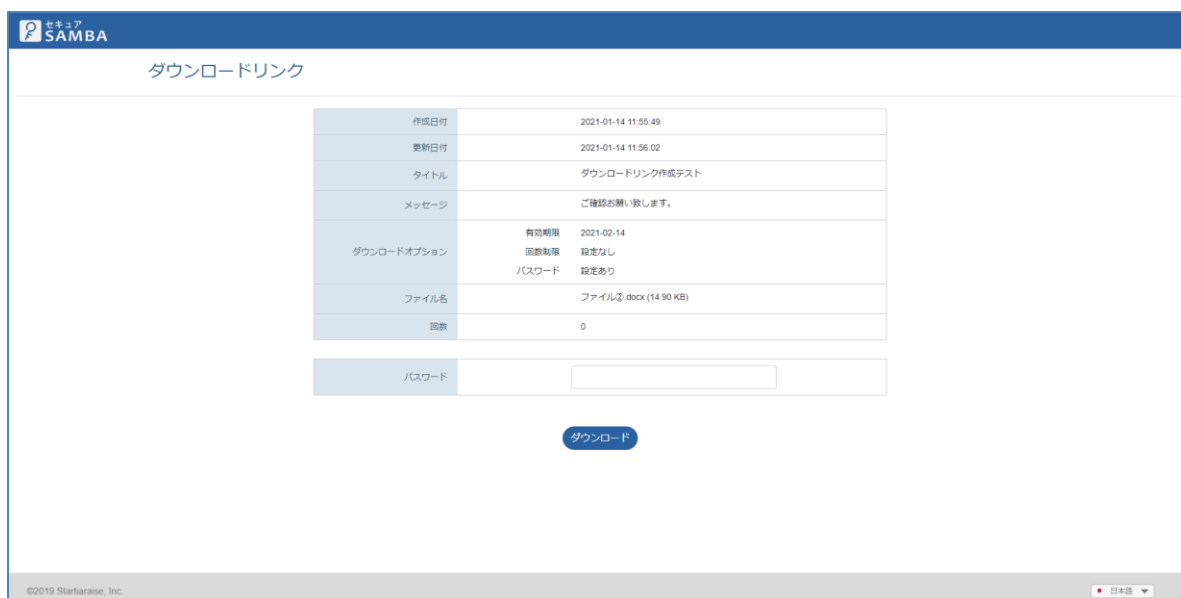 セキュア
SAMBA
ダウンロードリンク
作成日付 2021-01-14 11:55:49
更新日付 2021-01-14 11:56:02
タイトル ダウンロードリンク作成テスト
メッセージ ご確認お願い致します。
ダウンロードオプション
有効期限 2021-02-14
回数制限 設定なし
パスワード 設定あり
ファイル名 ファイル②.docx (14.90 KB)
回数 0
パスワード
ダウンロード
©2019 Startiaraise, Inc.
日本語